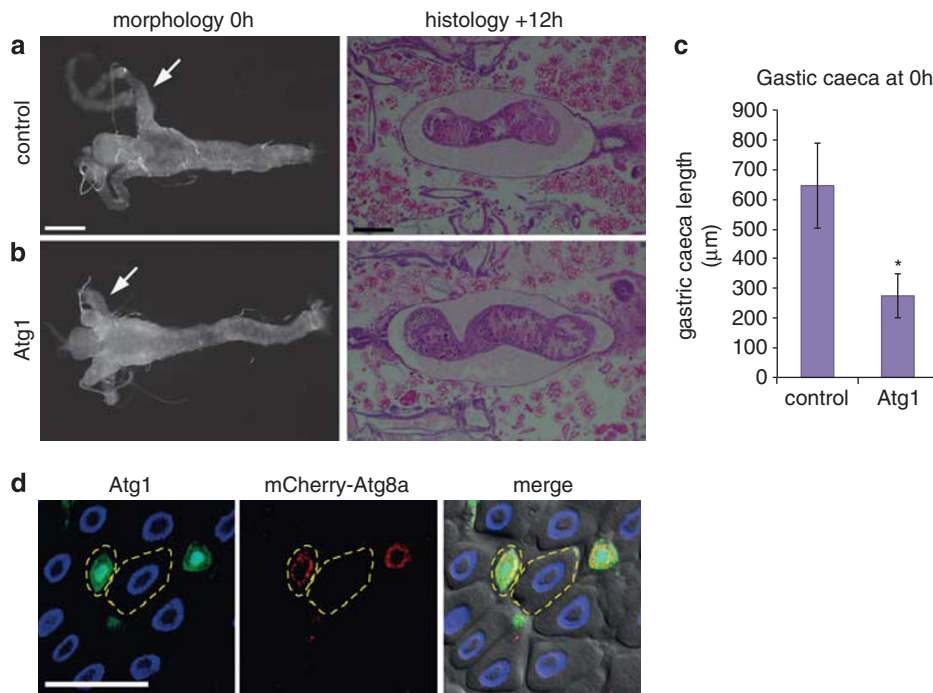 morphology 0h
histology +12h
a
control
b
Atg1
c
Gastic caeca at 0h
gastric caeca length
(μm)
900
800
700
600
500
400
300
200
100
0
*
control
Atg1
d
Atg1
mCherry-Atg8a
merge